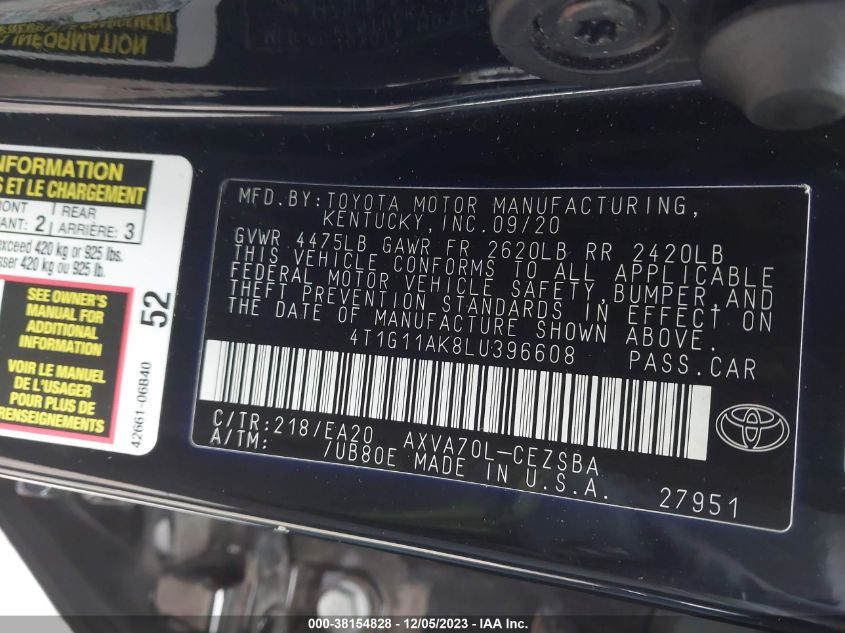 INFORMATION
NFORMATION
S ET LE CHARGEMENT
ONT REAR
ANT: 2 ARRIÈRE: 3
exceed 420 kg or 925 lbs.
sser 420 kg ou 925 lb.
SEE OWNER'S
MANUAL FOR
ADDITIONAL
INFORMATION
VOIR LE MANUEL
DE L'USAGER
POUR PLUS DE
RENSEIGNEMENTS
52
42661-06B40
MFD.BY:TOYOTA MOTOR MANUFACTURING,
KENTUCKY,INC.09/20
GVWR 4475LB GAWR FR 2620LB RR 2420LB
THIS VEHICLE CONFORMS TO ALL APPLICABLE
FEDERAL MOTOR VEHICLE SAFETY,BUMPER,AND
THEFT PREVENTION STANDARDS IN EFFECT ON
THE DATE OF MANUFACTURE SHOWN ABOVE.
4T1G11AK8LU396608 PASS.CAR
C/TR:218/EA20 AXVA70L-CEZSBA
A/TM: /UB80E MADE IN U.S.A.
27951
000-38154828 - 12/05/2023 - IAA Inc.